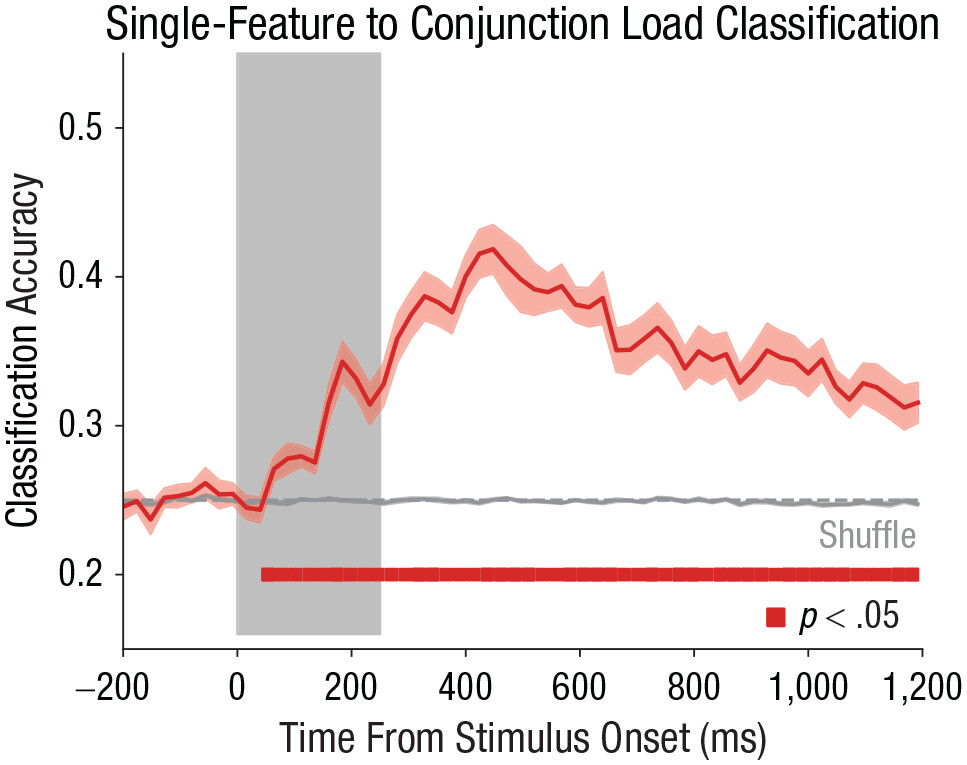 Single-Feature to Conjunction Load Classification
Classification Accuracy
0.5
0.4
0.3
0.2
Shuffle
p < .05
–200 0 200 400 600 800 1,000 1,200
Time From Stimulus Onset (ms)